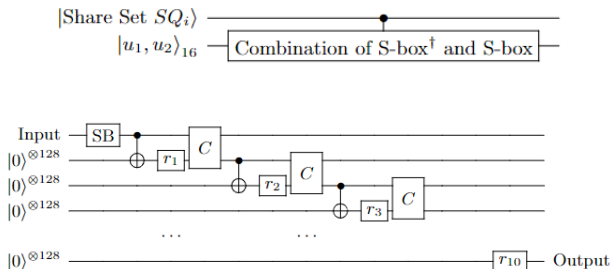 |Share Set SQ_i⟩
|u_1, u_2⟩_16 Combination of S-box† and S-box
Input SB
|0⟩^⊗128 r_1 C
|0⟩^⊗128 r_2 C
|0⟩^⊗128 r_3 C
... ...
|0⟩^⊗128 r_10 Output